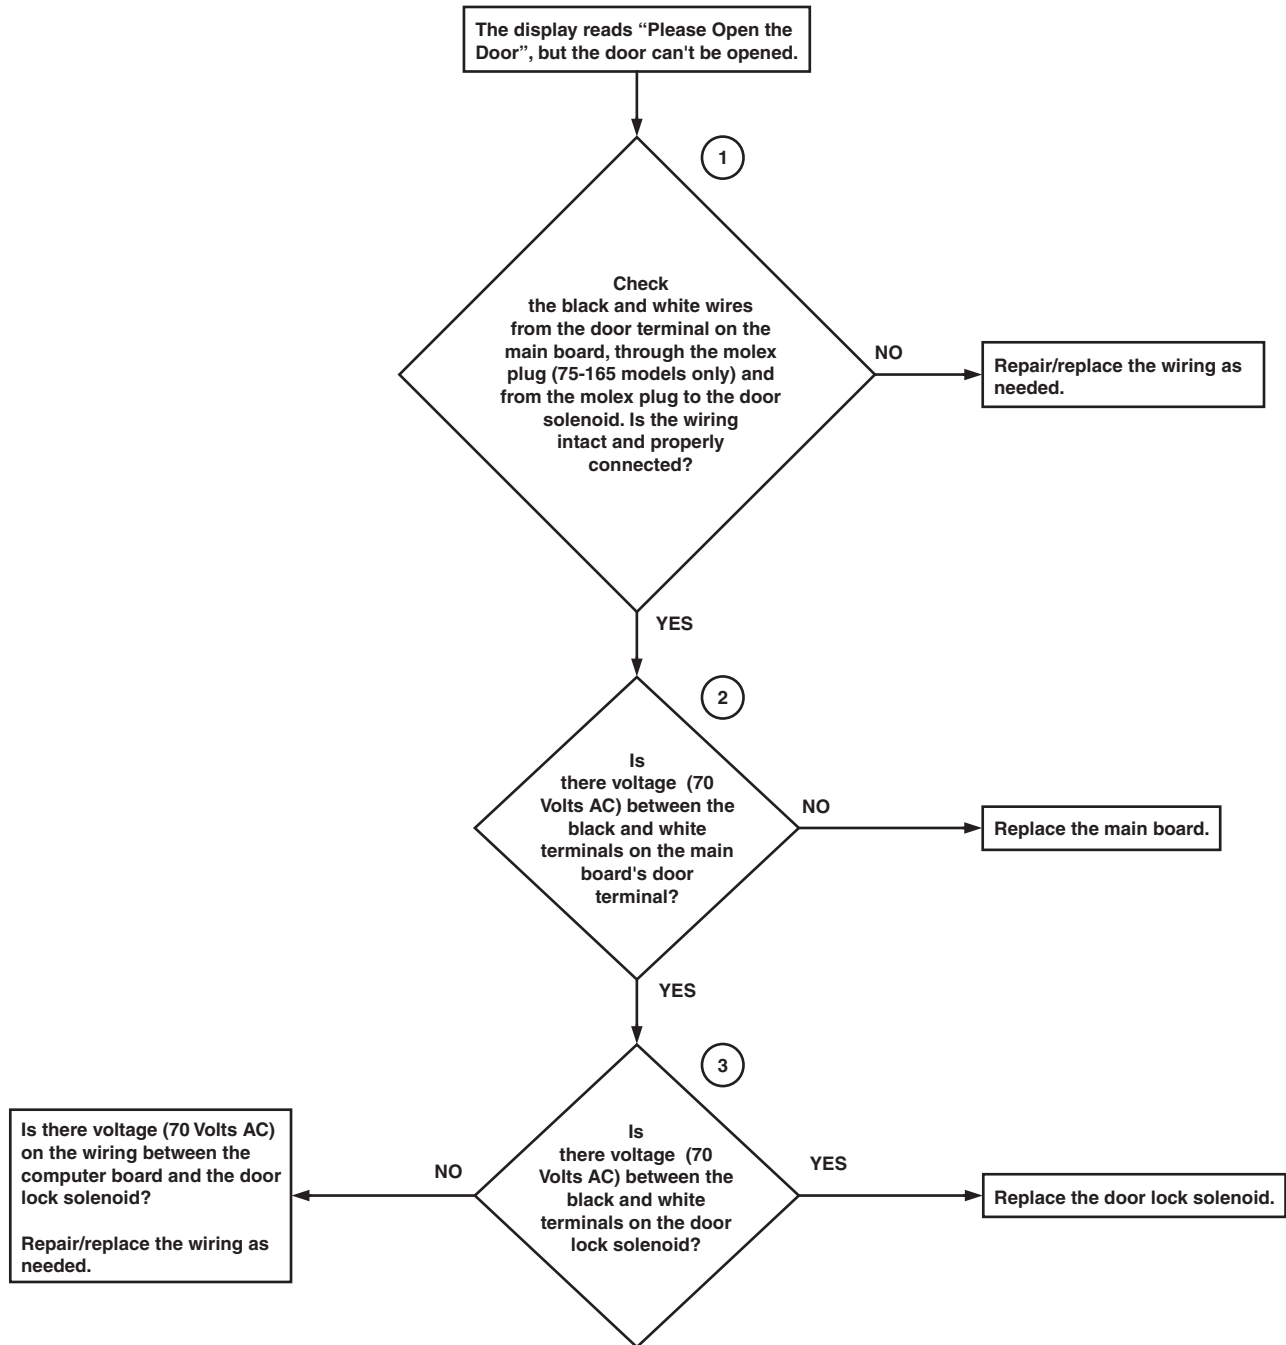 The display reads “Please Open the
Door”, but the door can't be opened.
1
Check
the black and white wires
from the door terminal on the
main board, through the molex
plug (75-165 models only) and
from the molex plug to the door
solenoid. Is the wiring
intact and properly
connected?
NO
Repair/replace the wiring as
needed.
YES
2
Is
there voltage (70
Volts AC) between the
black and white
terminals on the main
board's door
terminal?
NO
Replace the main board.
YES
3
Is
there voltage (70
Volts AC) between the
black and white
terminals on the door
lock solenoid?
NO
Is there voltage (70 Volts AC)
on the wiring between the
computer board and the door
lock solenoid?
Repair/replace the wiring as
needed.
YES
Replace the door lock solenoid.